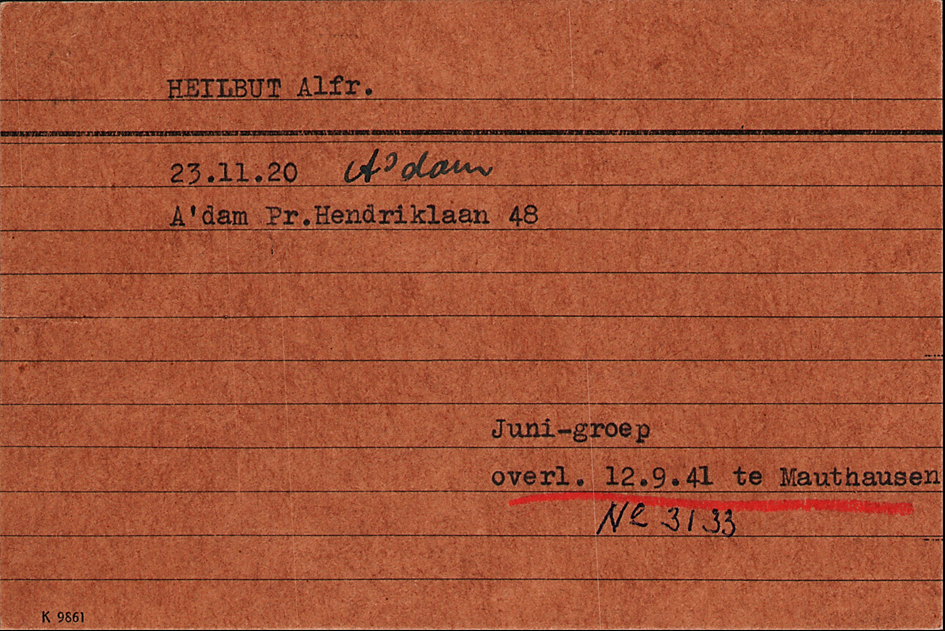 HEILBUT Alfr.
23.11.20 A'dam
A'dam Pr.Hendriklaan 48
Juni-groep
overl. 12.9.41 te Mauthausen
No 3133
K 9861